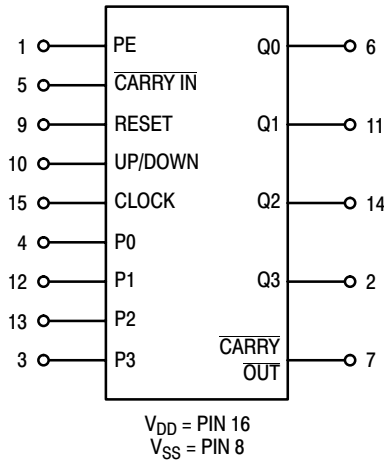 1 PE Q0 6
5 CARRY IN
9 RESET Q1 11
10 UP/DOWN
15 CLOCK Q2 14
4 P0
12 P1 Q3 2
13 P2
CARRY
3 P3 OUT 7
VDD = PIN 16
VSS = PIN 8